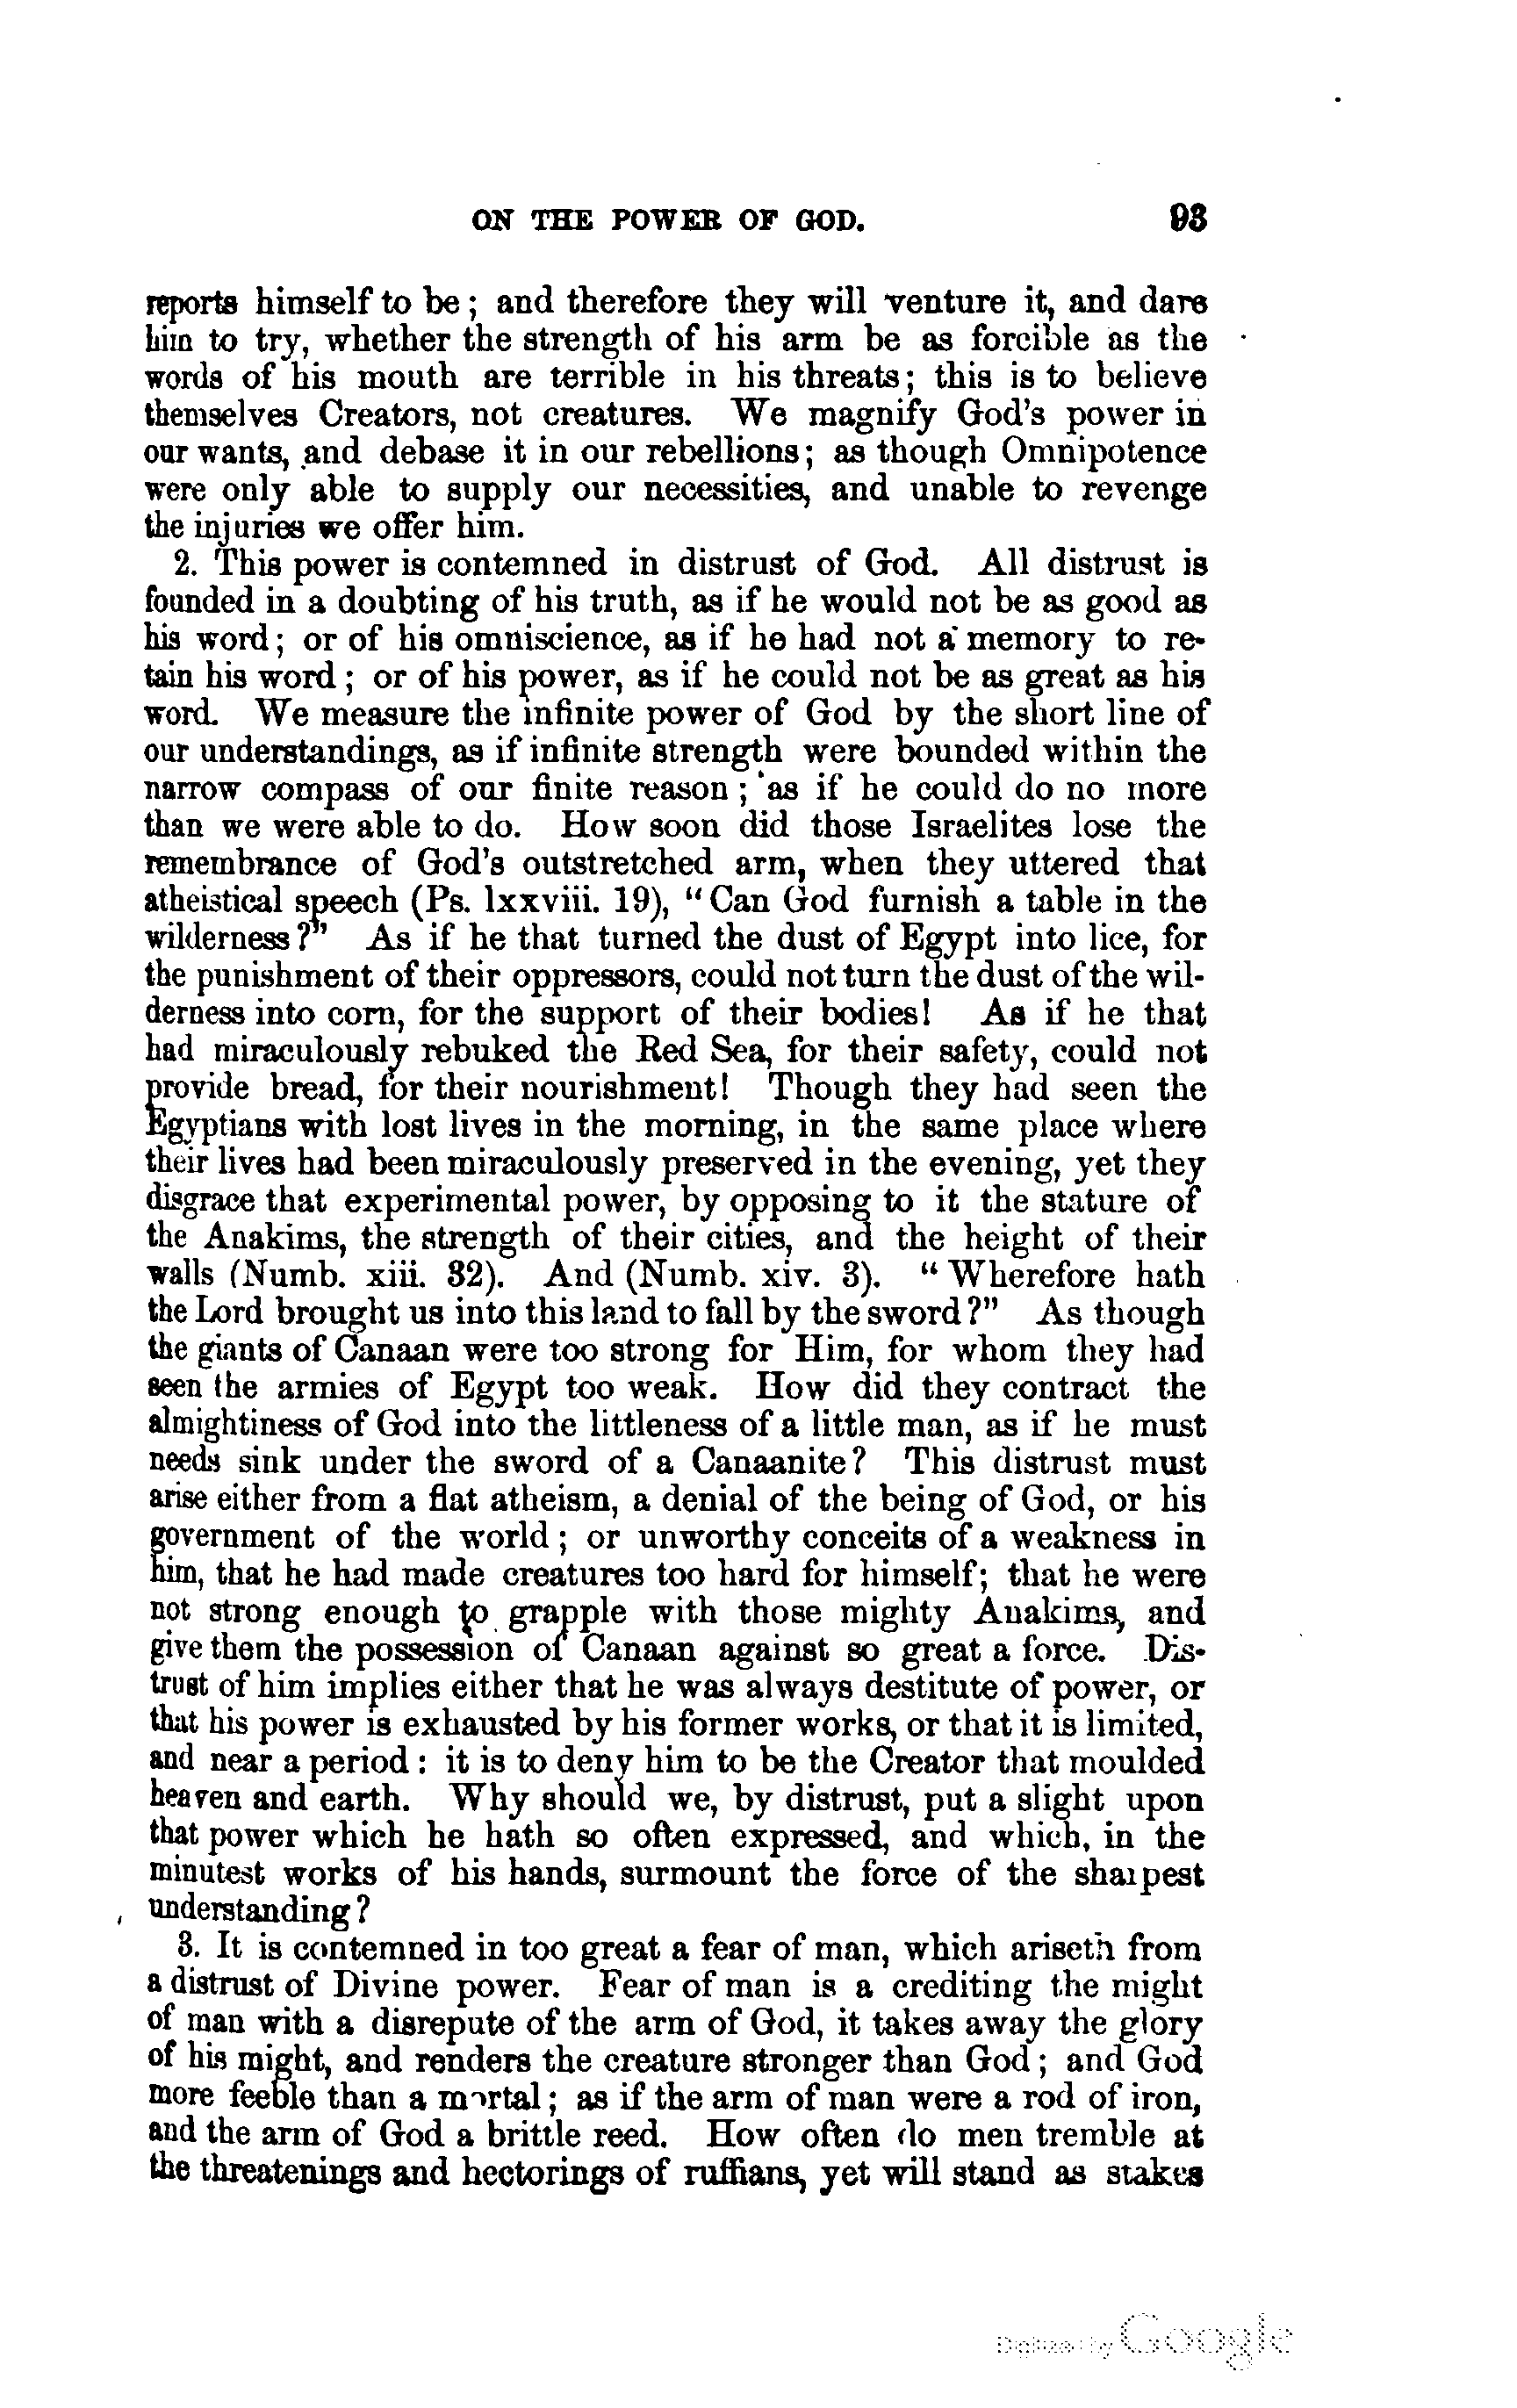 ON THE POWER OF GOD. 93
reports himself to be; and therefore they will venture it, and dare
him to try, whether the strength of his arm be as forcible as the
words of his mouth are terrible in his threats; this is to believe
themselves Creators, not creatures. We magnify God's power in
our wants, and debase it in our rebellions; as though Omnipotence
were only able to supply our necessities, and unable to revenge
the injuries we offer him.
2. This power is contemned in distrust of God. All distrust is
founded in a doubting of his truth, as if he would not be as good as
his word; or of his omniscience, as if he had not a memory to re-
tain his word; or of his power, as if he could not be as great as his
word. We measure the infinite power of God by the short line of
our understandings, as if infinite strength were bounded within the
narrow compass of our finite reason; as if he could do no more
than we were able to do. How soon did those Israelites lose the
remembrance of God's outstretched arm, when they uttered that
atheistical speech (Ps. lxxviii. 19), "Can God furnish a table in the
wilderness?" As if he that turned the dust of Egypt into lice, for
the punishment of their oppressors, could not turn the dust of the wil-
derness into corn, for the support of their bodies! As if he that
had miraculously rebuked the Red Sea, for their safety, could not
provide bread, for their nourishment! Though they had seen the
Egyptians with lost lives in the morning, in the same place where
their lives had been miraculously preserved in the evening, yet they
disgrace that experimental power, by opposing to it the stature of
the Anakims, the strength of their cities, and the height of their
walls (Numb. xiii. 32). And (Numb. xiv. 3). "Wherefore hath
the Lord brought us into this land to fall by the sword?" As though
the giants of Canaan were too strong for Him, for whom they had
seen the armies of Egypt too weak. How did they contract the
almightiness of God into the littleness of a little man, as if he must
needs sink under the sword of a Canaanite? This distrust must
arise either from a flat atheism, a denial of the being of God, or his
government of the world; or unworthy conceits of a weakness in
him, that he had made creatures too hard for himself; that he were
not strong enough to grapple with those mighty Anakims, and
give them the possession of Canaan against so great a force. Dis-
trust of him implies either that he was always destitute of power, or
that his power is exhausted by his former works, or that it is limited,
and near a period: it is to deny him to be the Creator that moulded
heaven and earth. Why should we, by distrust, put a slight upon
that power which he hath so often expressed, and which, in the
minutest works of his hands, surmount the force of the sharpest
understanding?
3. It is contemned in too great a fear of man, which ariseth from
a distrust of Divine power. Fear of man is a crediting the might
of man with a disrepute of the arm of God, it takes away the glory
of his might, and renders the creature stronger than God; and God
more feeble than a mortal; as if the arm of man were a rod of iron,
and the arm of God a brittle reed. How often do men tremble at
the threatenings and hectorings of ruffians, yet will stand as stakes
Digitized by Google